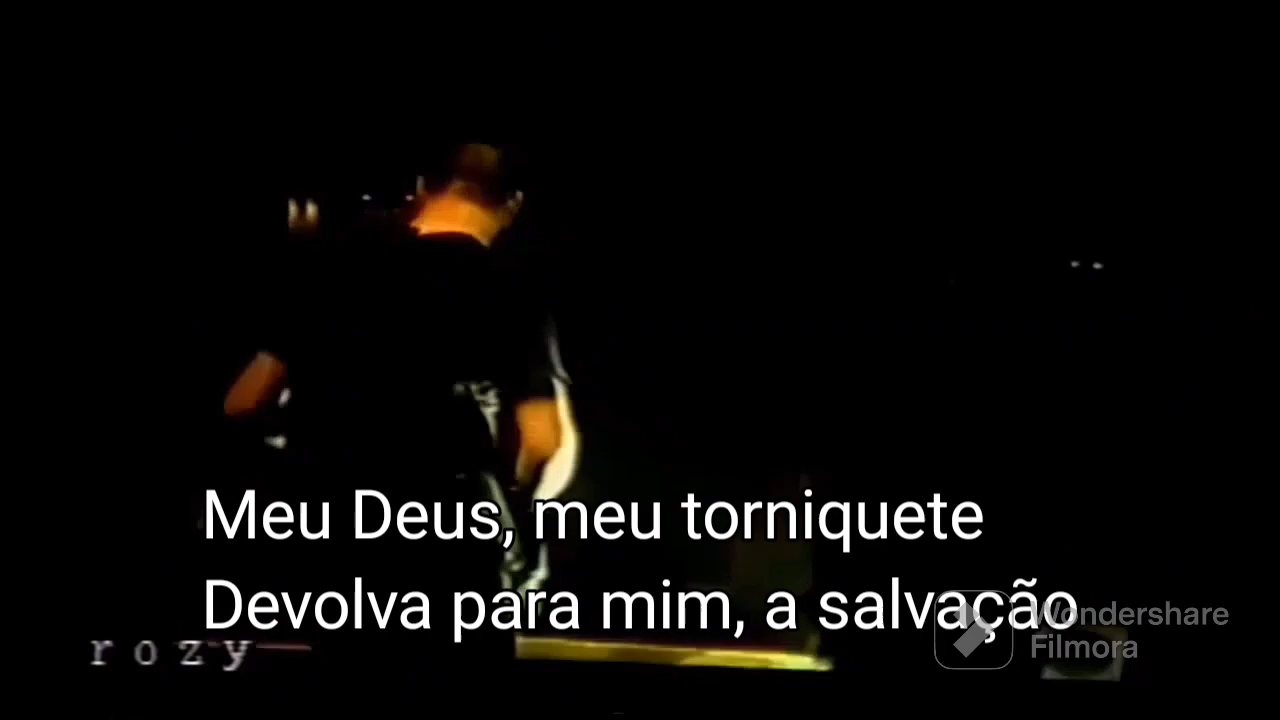 Meu Deus, meu torniquete
Devolva para mim, a salvação
Wondershare
Filmora
rozy